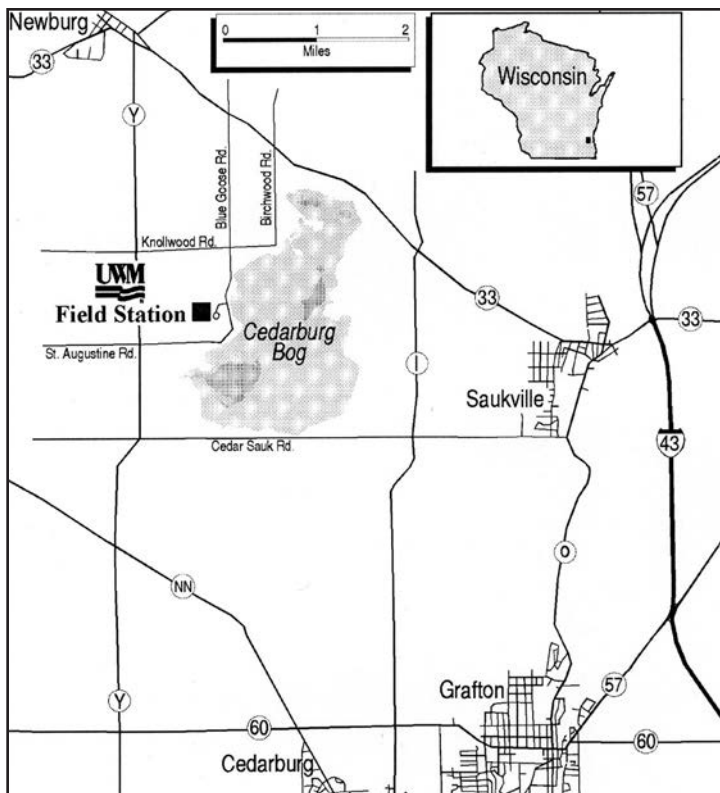 Newburg
0 1 2
Miles
Wisconsin
33
Y
57
Blue Goose Rd.
Birchwood Rd.
Knollwood Rd.
UWM
Field Station
33
33
St. Augustine Rd.
Cedarburg
Bog
I
Saukville
Cedar Sauk Rd.
43
O
NN
Grafton
57
Y
60
60
Cedarburg